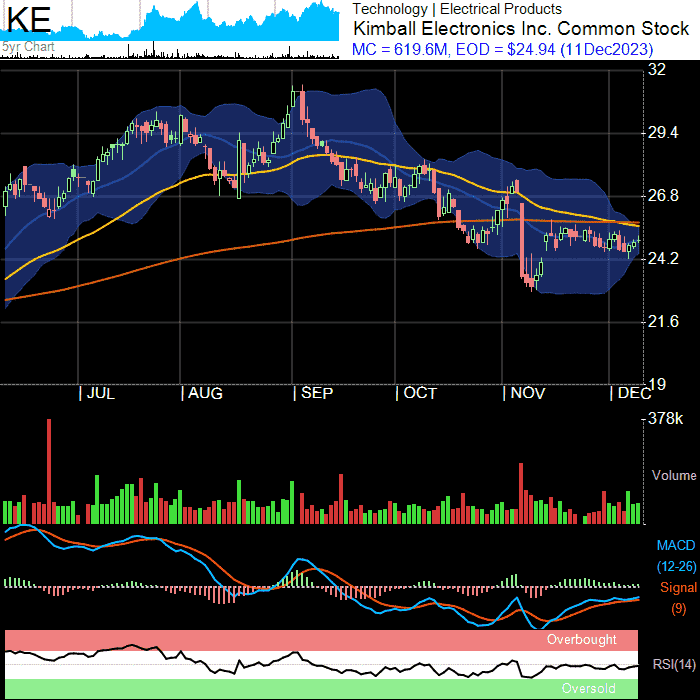 KE
5yr Chart
Technology | Electrical Products
Kimball Electronics Inc. Common Stock
MC = 619.6M, EOD = $24.94 (11Dec2023)
32
29.4
26.8
24.2
21.6
19
| JUL | AUG | SEP | OCT | NOV | DEC
378k
Volume
MACD
(12-26)
Signal
(9)
Overbought
RSI(14)
Oversold